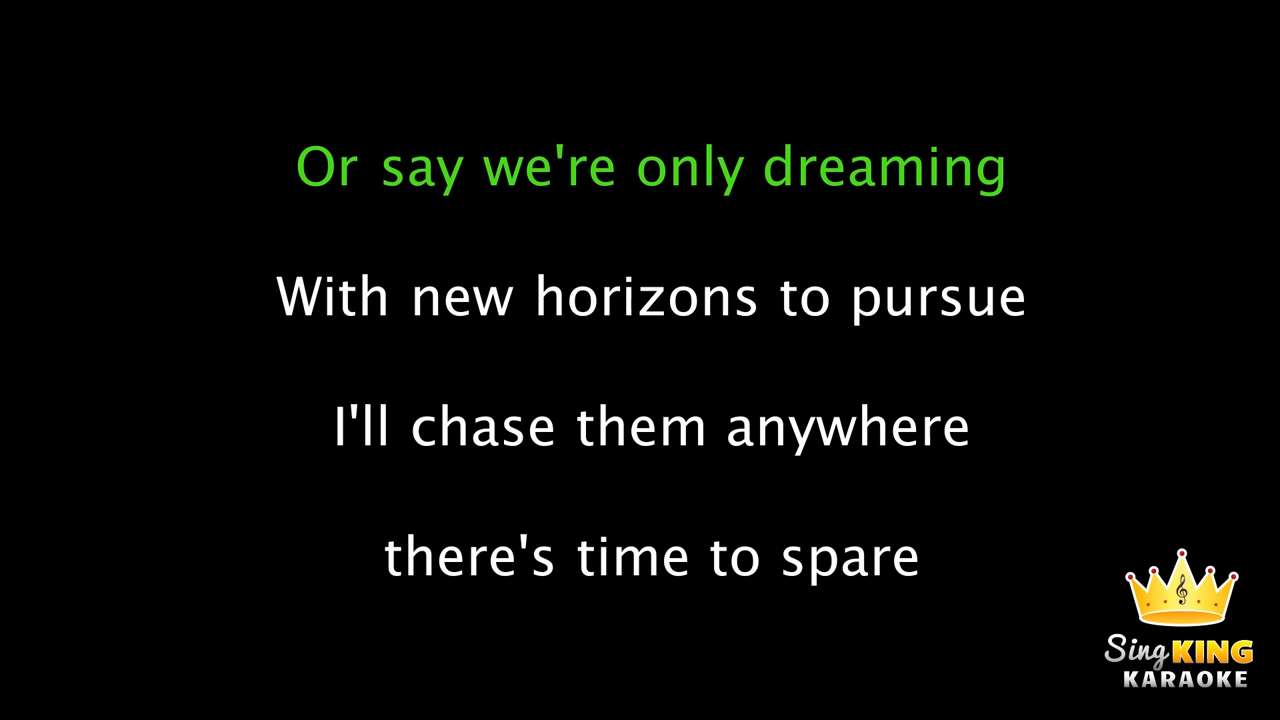 Or say we're only dreaming
With new horizons to pursue
I'll chase them anywhere
there's time to spare
Sing KING
KARAOKE